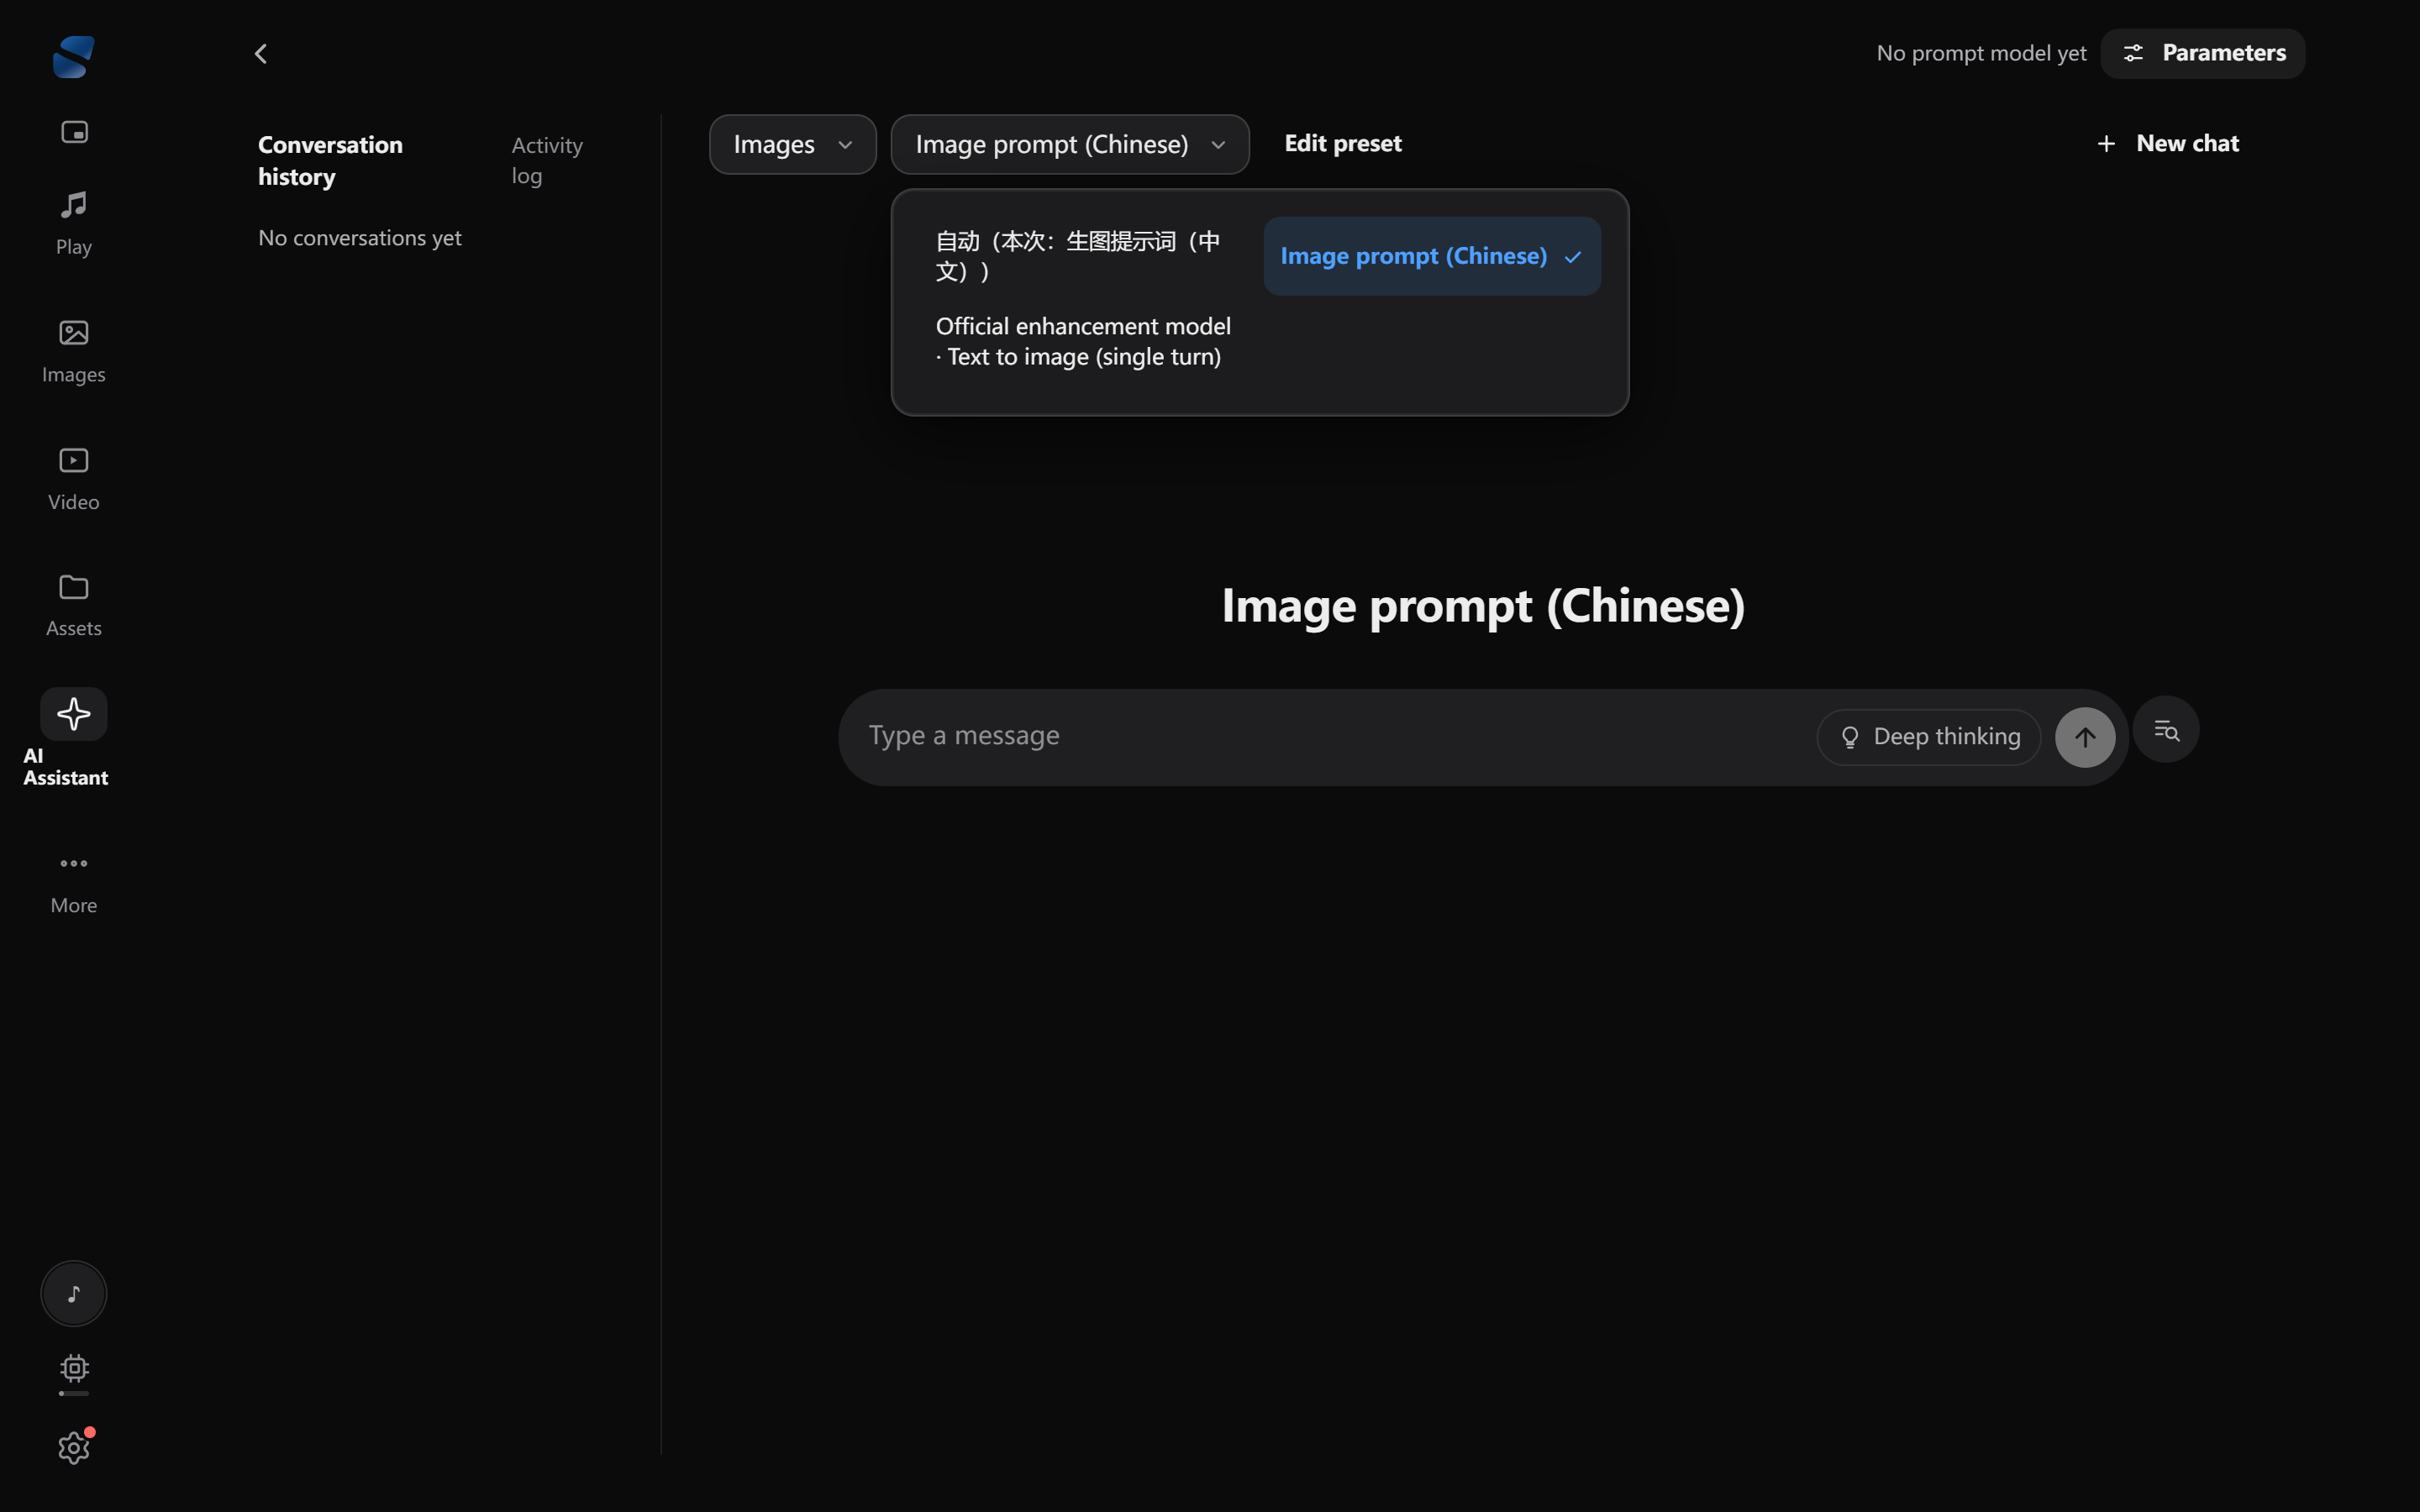 No prompt model yet
Parameters
Play
Images
Video
Assets
AI
Assistant
More
Conversation
history
Activity
log
No conversations yet
Images
Image prompt (Chinese)
Edit preset
New chat
自动（本次：生图提示词（中
文））
Image prompt (Chinese)
Official enhancement model
· Text to image (single turn)
Image prompt (Chinese)
Type a message
Deep thinking